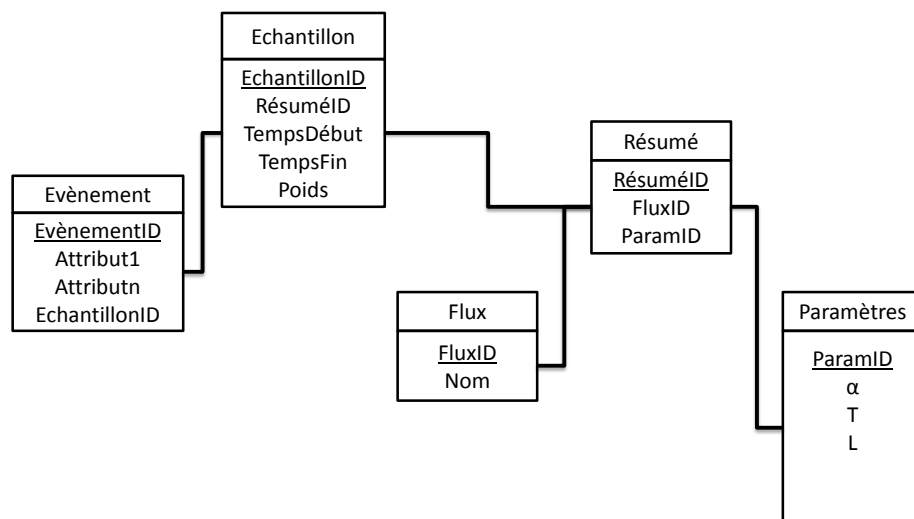 Echantillon
EchantillonID
RésuméID
TempsDébut
TempsFin
Poids
Evènement
EvènementID
Attribut1
Attributn
EchantillonID
Résumé
RésuméID
FluxID
ParamID
Flux
FluxID
Nom
Paramètres
ParamID
α
T
L